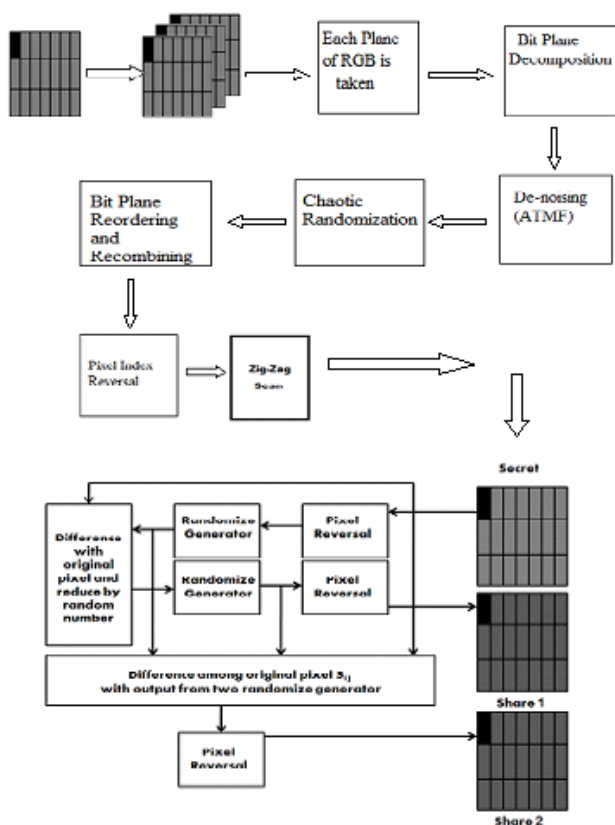 Each Plane
of RGB is
taken
Bit Plane
Decomposition
Bit Plane
Reordering
and
Recombining
Chaotic
Randomization
De-noising
(ATMF)
Pixel Index
Reversal
Zig-Zag
Scan
Secret
Difference
with
original
pixel and
reduce by
random
number
Randomize
Generator
Pixel
Reversal
Randomize
Generator
Pixel
Reversal
Share 1
Difference among original pixel Sij
with output from two randomize generator
Pixel
Reversal
Share 2